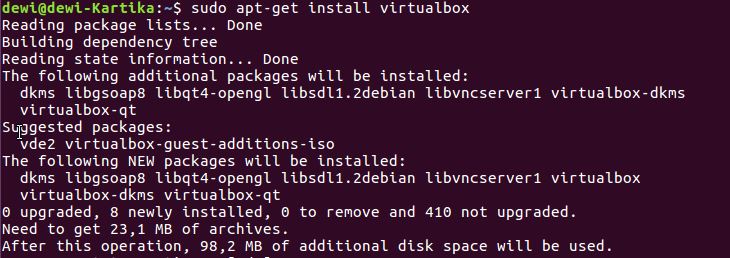 dewi@dewi-Kartika:~$ sudo apt-get install virtualbox
Reading package lists... Done
Building dependency tree
Reading state information... Done
The following additional packages will be installed:
dkms libgsoap8 libqt4-opengl libsdl1.2debian libvncserver1 virtualbox-dkms
virtualbox-qt
Suggested packages:
vde2 virtualbox-guest-additions-iso
The following NEW packages will be installed:
dkms libgsoap8 libqt4-opengl libsdl1.2debian libvncserver1 virtualbox
virtualbox-dkms virtualbox-qt
0 upgraded, 8 newly installed, 0 to remove and 410 not upgraded.
Need to get 23,1 MB of archives.
After this operation, 98,2 MB of additional disk space will be used.